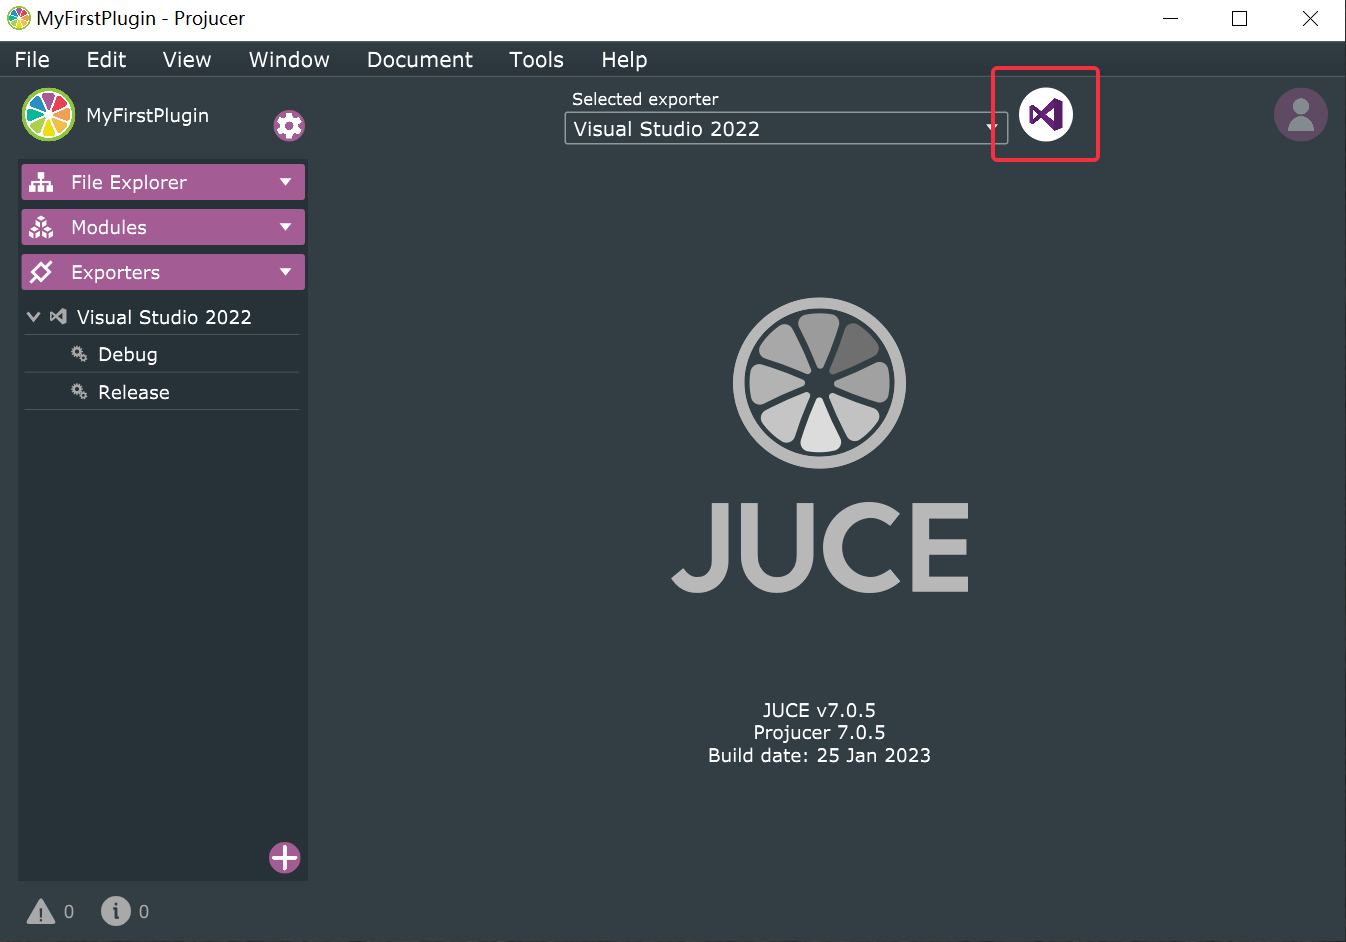 MyFirstPlugin - Projucer
File Edit View Window Document Tools Help
MyFirstPlugin
Selected exporter
Visual Studio 2022
File Explorer
Modules
Exporters
Visual Studio 2022
Debug
Release
JUCE
JUCE v7.0.5
Projucer 7.0.5
Build date: 25 Jan 2023
0 0